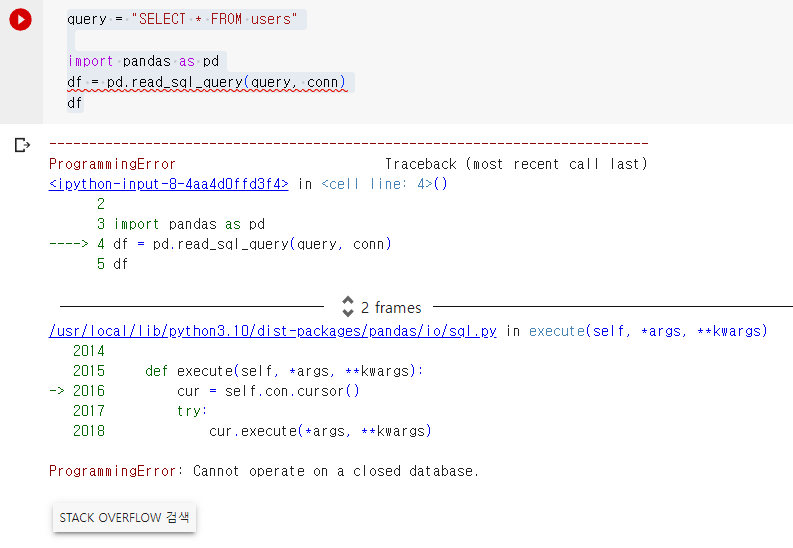 query = "SELECT * FROM users"
import pandas as pd
df = pd.read_sql_query(query, conn)
df
---------------------------------------------------------------------------
ProgrammingError                          Traceback (most recent call last)
<ipython-input-8-4aa4d0ffd3f4> in <cell line: 4>()
      2
      3 import pandas as pd
----> 4 df = pd.read_sql_query(query, conn)
      5 df
2 frames
/usr/local/lib/python3.10/dist-packages/pandas/io/sql.py in execute(self, *args, **kwargs)
   2014
   2015     def execute(self, *args, **kwargs):
-> 2016         cur = self.con.cursor()
   2017         try:
   2018             cur.execute(*args, **kwargs)
ProgrammingError: Cannot operate on a closed database.
STACK OVERFLOW 검색